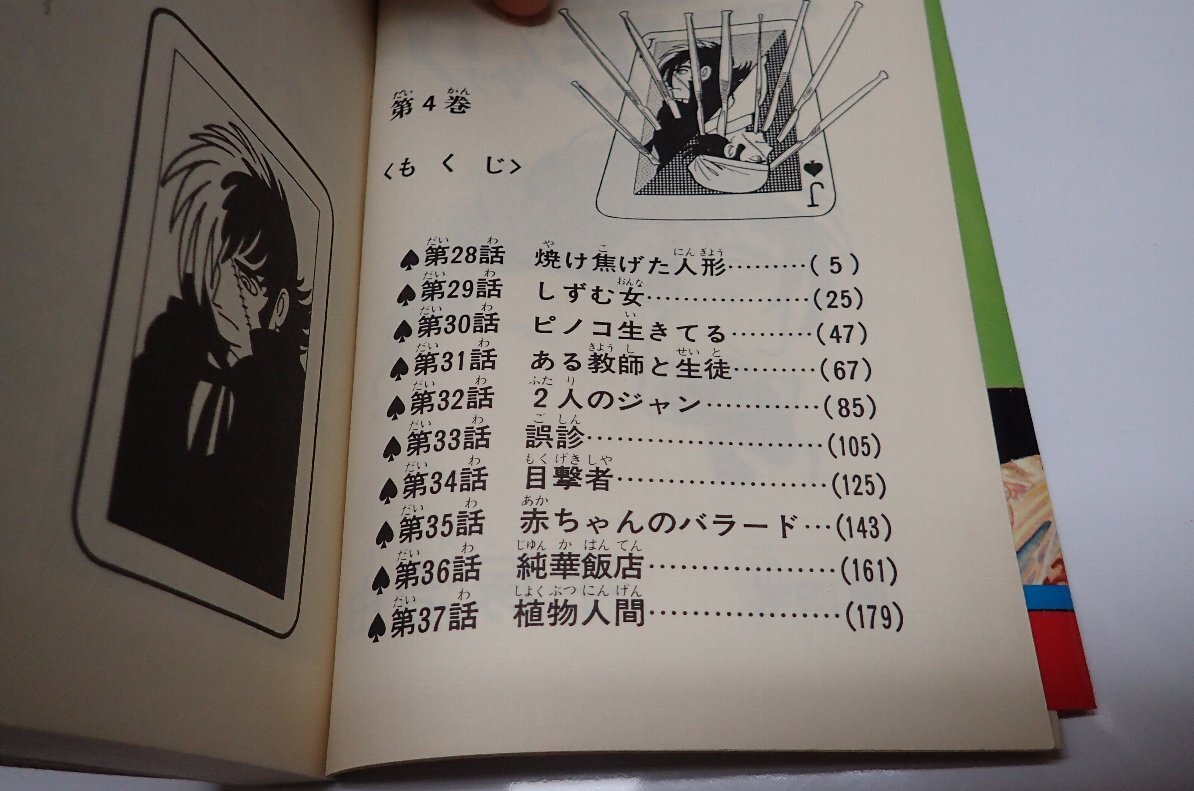 第4巻
<もくじ>
♠第28話 焼け焦げた人形………(5)
♠第29話 しずむ女………………(25)
♠第30話 ピノコ生きてる………(47)
♠第31話 ある教師と生徒………(67)
♠第32話 2人のジャン…………(85)
♠第33話 誤診……………………(105)
♠第34話 目撃者…………………(125)
♠第35話 赤ちゃんのバラード…(143)
♠第36話 純華飯店………………(161)
♠第37話 植物人間………………(179)
J